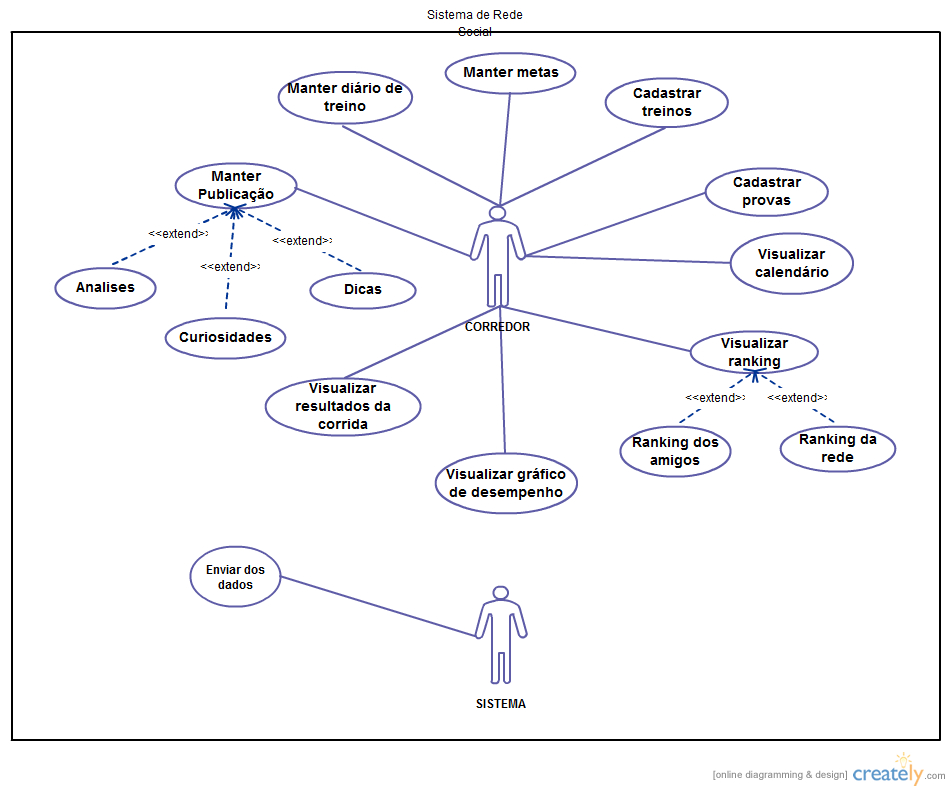 Sistema de Rede
Social
Manter metas
Manter diário de
treino
Cadastrar
treinos
Manter
Publicação
Cadastrar
provas
<<extend>>
<<extend>>
<<extend>>
Visualizar
calendário
Analises
Dicas
Curiosidades
CORREDOR
Visualizar
ranking
Visualizar
resultados da
corrida
<<extend>>
<<extend>>
Ranking dos
amigos
Ranking da
rede
Visualizar gráfico
de desempenho
Enviar dos
dados
SISTEMA
[online diagramming & design] creately.com